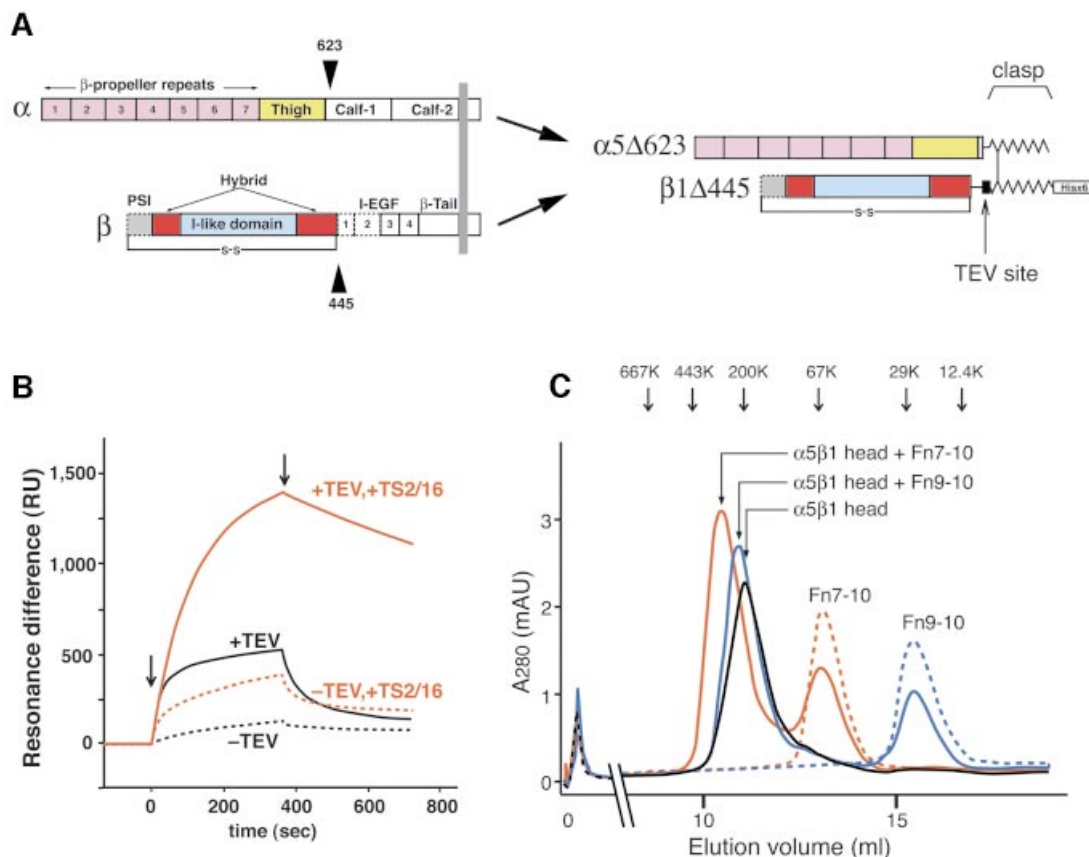 A
623
β-propeller repeats
clasp
α 1 2 3 4 5 6 7 Thigh Calf-1 Calf-2
α5Δ623
Hybrid
PSI I-EGF β-Tail
β1Δ445 Hisx6
β I-like domain 1 2 3 4
s-s
s-s
TEV site
445
B
C
667K 443K 200K 67K 29K 12.4K
Resonance difference (RU)
1,500
1,000
500
0
+TEV,+TS2/16
+TEV
–TEV,+TS2/16
–TEV
0 200 400 600 800
time (sec)
α5β1 head + Fn7-10
α5β1 head + Fn9-10
α5β1 head
Fn7-10
Fn9-10
A280 (mAU)
3
2
1
0
0 10 15
Elution volume (ml)